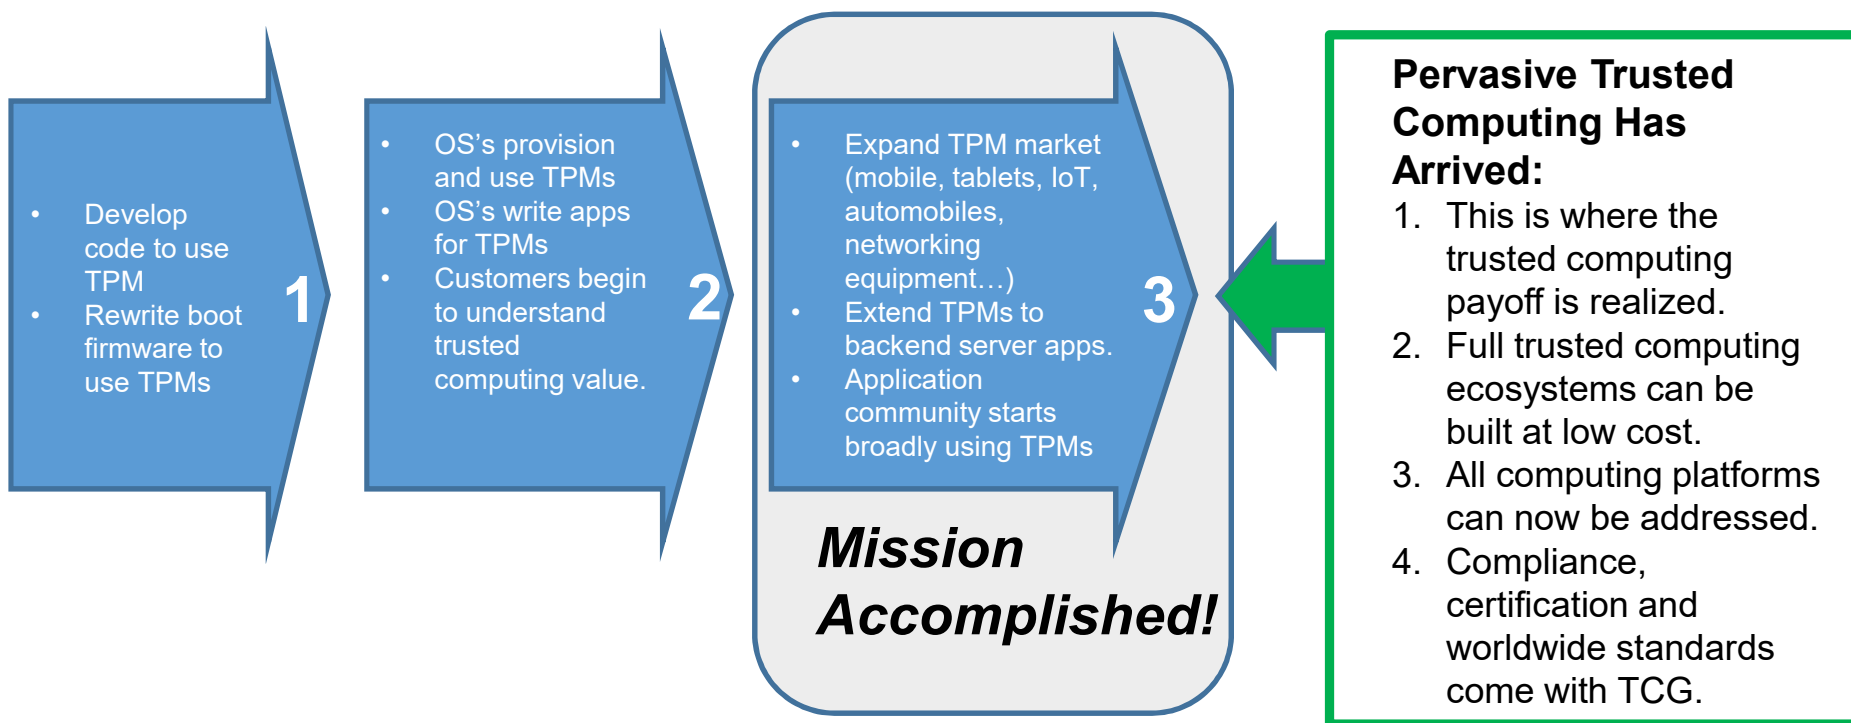 • Develop
code to use
TPM
• Rewrite boot
firmware to
use TPMs
1
• OS’s provision
and use TPMs
• OS’s write apps
for TPMs
• Customers begin
to understand
trusted
computing value.
2
• Expand TPM market
(mobile, tablets, IoT,
automobiles,
networking
equipment…)
• Extend TPMs to
backend server apps.
• Application
community starts
broadly using TPMs
3
Mission
Accomplished!
Pervasive Trusted
Computing Has
Arrived:
1. This is where the
trusted computing
payoff is realized.
2. Full trusted computing
ecosystems can be
built at low cost.
3. All computing platforms
can now be addressed.
4. Compliance,
certification and
worldwide standards
come with TCG.